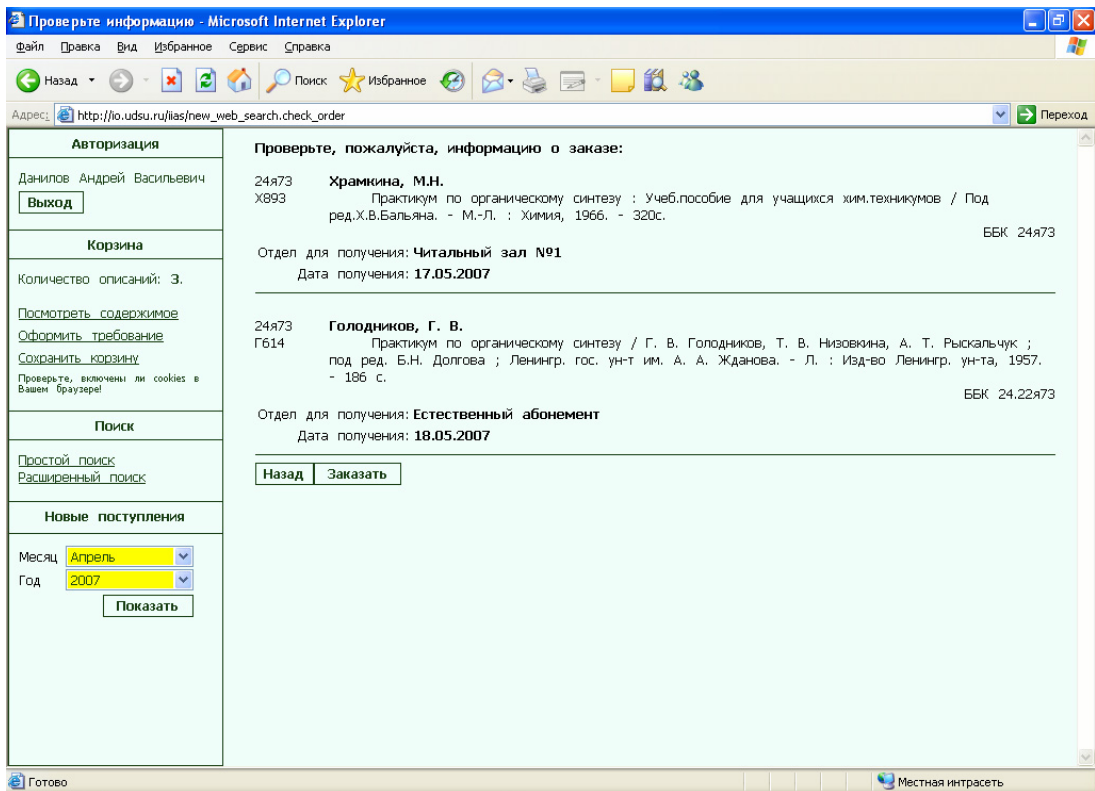 Проверьте информацию - Microsoft Internet Explorer
Файл Правка Вид Избранное Сервис Справка
Назад Поиск Избранное
Адрес: http://io.udsu.ru/iias/new_web_search.check_order Переход
Авторизация
Данилов Андрей Васильевич
Выход
Корзина
Количество описаний: 3.
Посмотреть содержимое
Оформить требование
Сохранить корзину
Проверьте, включены ли cookies в
Вашем браузере!
Поиск
Простой поиск
Расширенный поиск
Новые поступления
Месяц Апрель
Год 2007
Показать
Проверьте, пожалуйста, информацию о заказе:
24я73 Храмкина, М.Н.
Х893 Практикум по органическому синтезу : Учеб.пособие для учащихся хим.техникумов / Под
ред.Х.В.Бальяна. - М.-Л. : Химия, 1966. - 320с.
ББК 24я73
Отдел для получения: Читальный зал №1
Дата получения: 17.05.2007
24я73 Голодников, Г. В.
Г614 Практикум по органическому синтезу / Г. В. Голодников, Т. В. Низовкина, А. Т. Рыскальчук ;
под ред. Б.Н. Долгова ; Ленингр. гос. ун-т им. А. А. Жданова. - Л. : Изд-во Ленингр. ун-та, 1957.
- 186 с.
ББК 24.22я73
Отдел для получения: Естественный абонемент
Дата получения: 18.05.2007
Назад Заказать
Готово Местная интрасеть